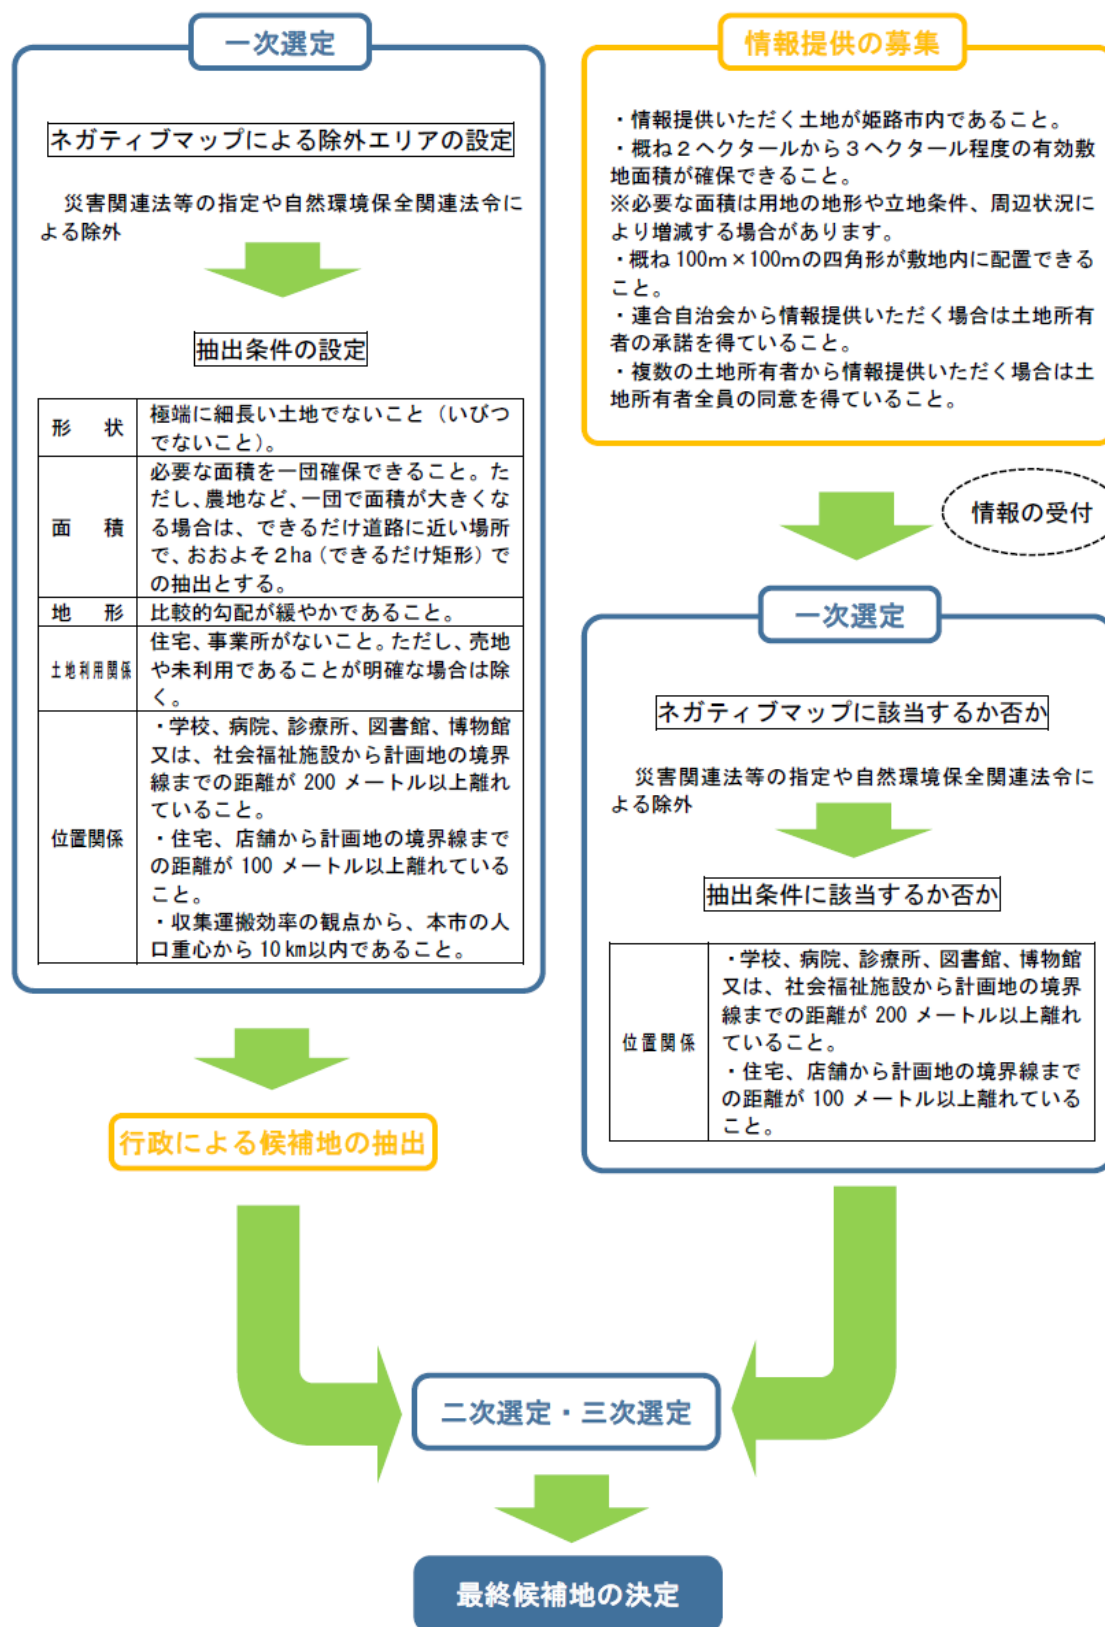 一次選定
ネガティブマップによる除外エリアの設定
災害関連法等の指定や自然環境保全関連法令に
よる除外
抽出条件の設定
形　状
極端に細長い土地でないこと（いびつ
でないこと）。
面　積
必要な面積を一団確保できること。た
だし、農地など、一団で面積が大きくな
る場合は、できるだけ道路に近い場所
で、おおよそ２ha（できるだけ矩形）で
の抽出とする。
地　形
比較的勾配が緩やかであること。
土地利用関係
住宅、事業所がないこと。ただし、売地
や未利用であることが明確な場合は除
く。
位置関係
・学校、病院、診療所、図書館、博物館
又は、社会福祉施設から計画地の境界
線までの距離が 200 メートル以上離れ
ていること。
・住宅、店舗から計画地の境界線まで
の距離が 100 メートル以上離れている
こと。
・収集運搬効率の観点から、本市の人
口重心から 10 km以内であること。
行政による候補地の抽出
情報提供の募集
・情報提供いただく土地が姫路市内であること。
・概ね２ヘクタールから３ヘクタール程度の有効敷
地面積が確保できること。
※必要な面積は用地の地形や立地条件、周辺状況に
より増減する場合があります。
・概ね 100ｍ×100ｍの四角形が敷地内に配置できる
こと。
・連合自治会から情報提供いただく場合は土地所有
者の承諾を得ていること。
・複数の土地所有者から情報提供いただく場合は土
地所有者全員の同意を得ていること。
情報の受付
一次選定
ネガティブマップに該当するか否か
災害関連法等の指定や自然環境保全関連法令に
よる除外
抽出条件に該当するか否か
位置関係
・学校、病院、診療所、図書館、博物館
又は、社会福祉施設から計画地の境界
線までの距離が 200 メートル以上離れ
ていること。
・住宅、店舗から計画地の境界線まで
の距離が 100 メートル以上離れている
こと。
二次選定・三次選定
最終候補地の決定